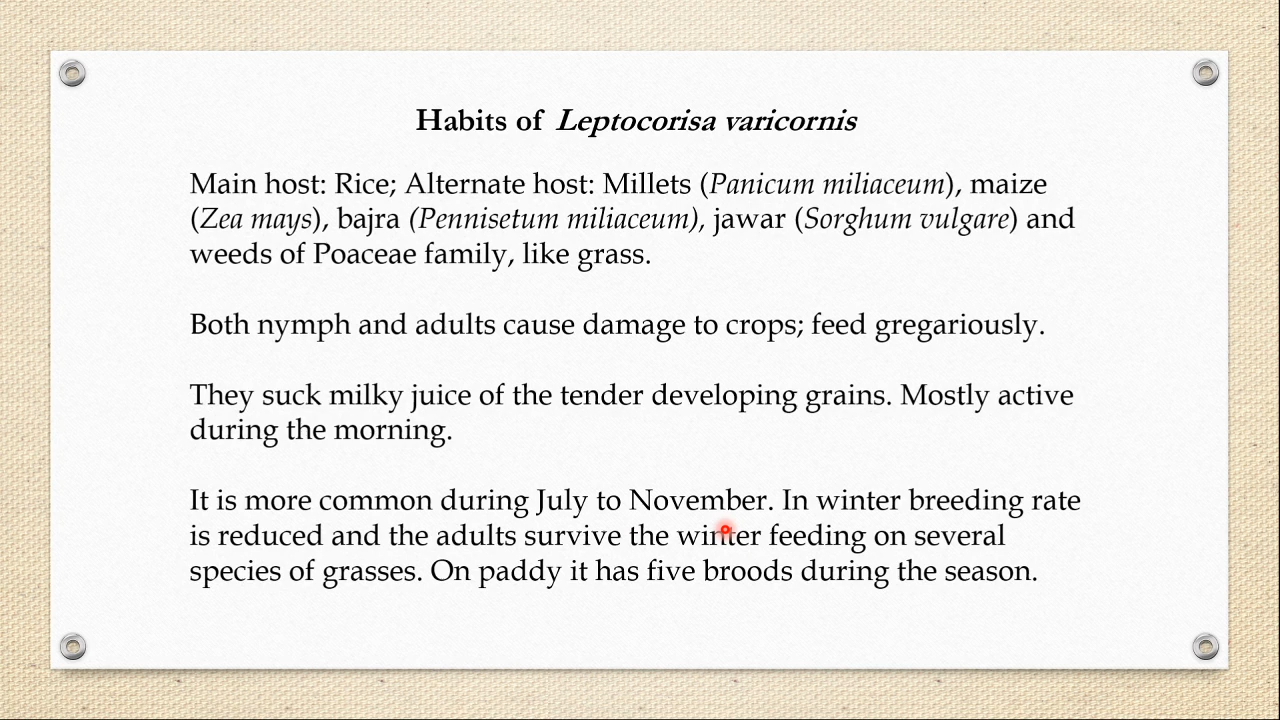 Habits of Leptocorisa varicornis
Main host: Rice; Alternate host: Millets (Panicum miliaceum), maize
(Zea mays), bajra (Pennisetum miliaceum), jawar (Sorghum vulgare) and
weeds of Poaceae family, like grass.
Both nymph and adults cause damage to crops; feed gregariously.
They suck milky juice of the tender developing grains. Mostly active
during the morning.
It is more common during July to November. In winter breeding rate
is reduced and the adults survive the winter feeding on several
species of grasses. On paddy it has five broods during the season.